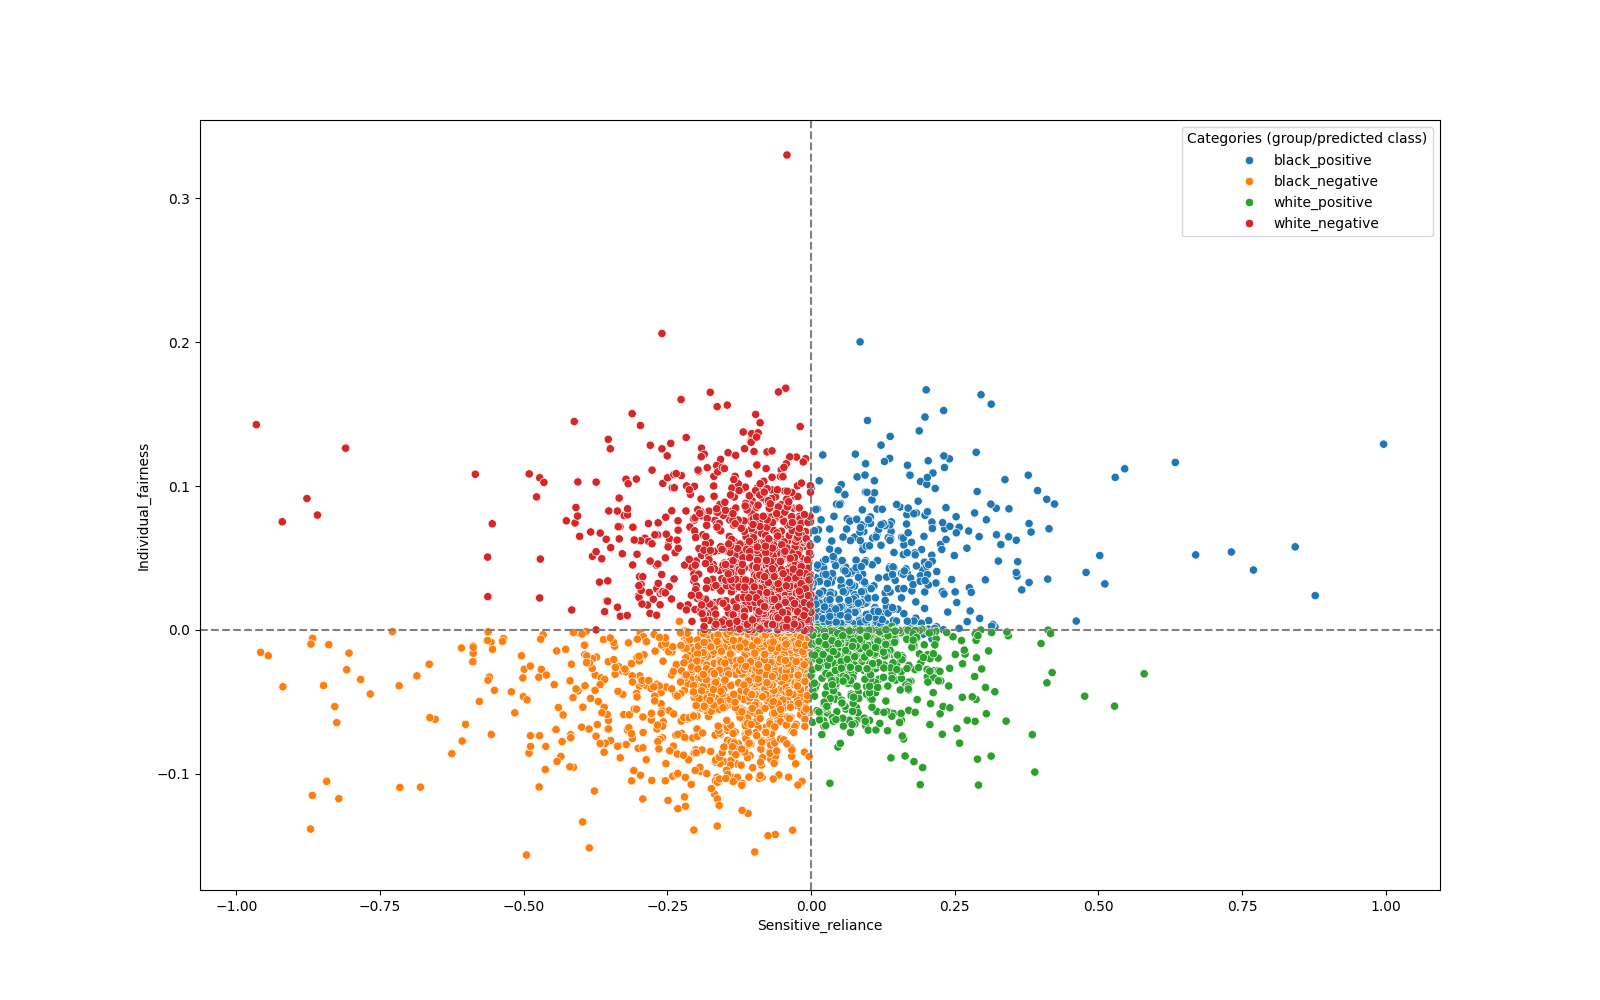 Categories (group/predicted class)
black_positive
black_negative
white_positive
white_negative
Individual_fairness
0.3
0.2
0.1
0.0
−0.1
−1.00
−0.75
−0.50
−0.25
0.00
0.25
0.50
0.75
1.00
Sensitive_reliance